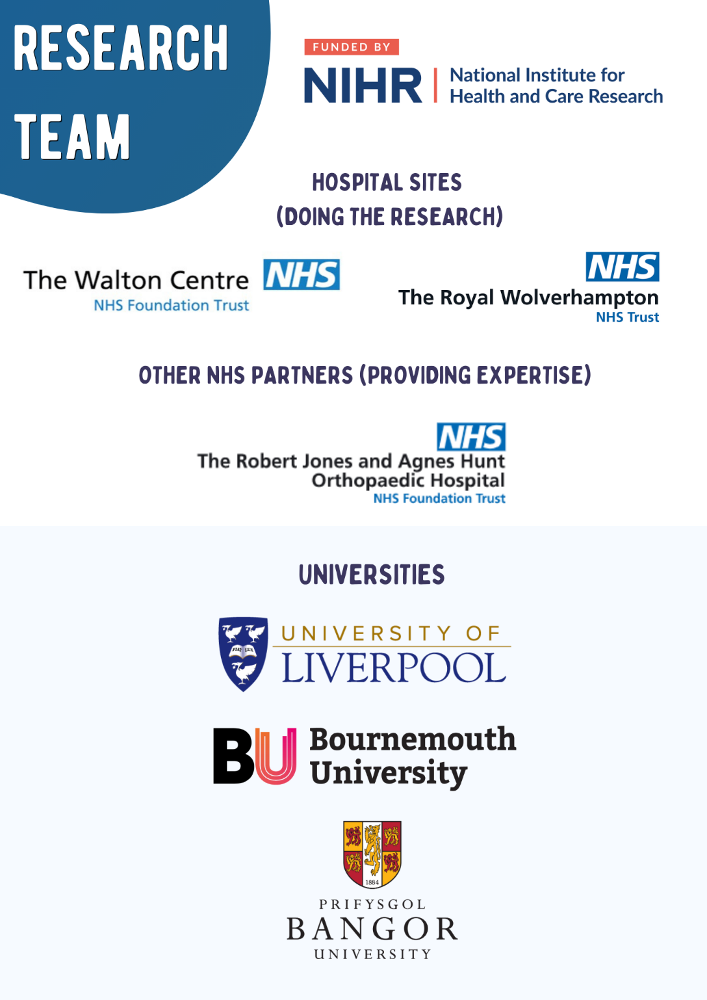 RESEARCH
TEAM
FUNDED BY
NIHR | National Institute for
Health and Care Research
HOSPITAL SITES
(DOING THE RESEARCH)
The Walton Centre NHS
NHS Foundation Trust
NHS
The Royal Wolverhampton
NHS Trust
OTHER NHS PARTNERS (PROVIDING EXPERTISE)
NHS
The Robert Jones and Agnes Hunt
Orthopaedic Hospital
NHS Foundation Trust
UNIVERSITIES
FIAT LUX
UNIVERSITY OF
LIVERPOOL
BU Bournemouth
University
1884
PRIFYSGOL
BANGOR
UNIVERSITY